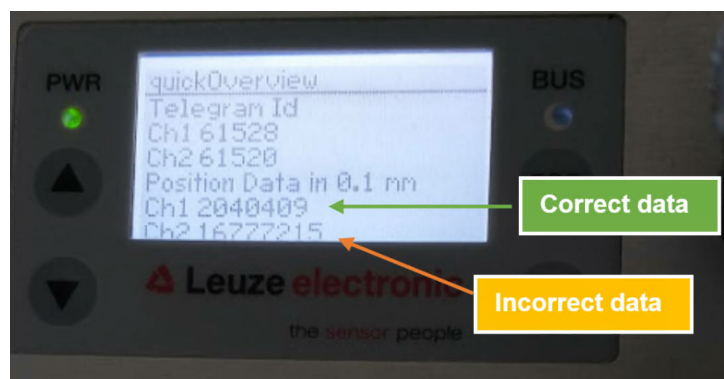 PWR
BUS
quickOverview
Telegram Id
Ch1 61528
Ch2 61520
Position Data in 0.1 mm
Ch1 2040409
Ch2 16777215
Correct data
Incorrect data
Leuze electronic
the sensor people